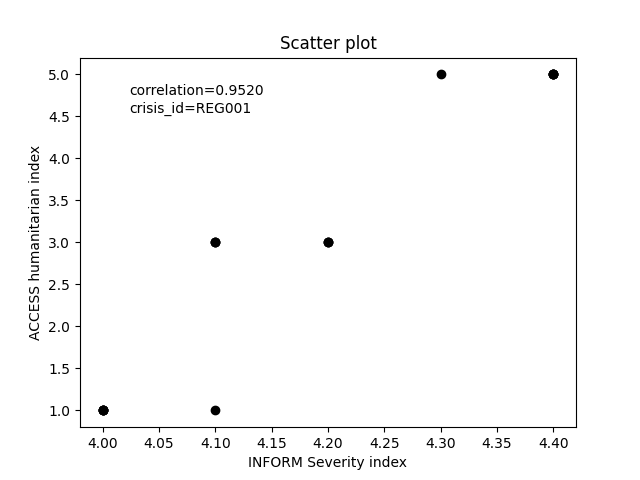 Scatter plot
correlation=0.9520
crisis_id=REG001
5.0
4.5
4.0
3.5
3.0
2.5
2.0
1.5
1.0
ACCESS humanitarian index
4.00 4.05 4.10 4.15 4.20 4.25 4.30 4.35 4.40
INFORM Severity index